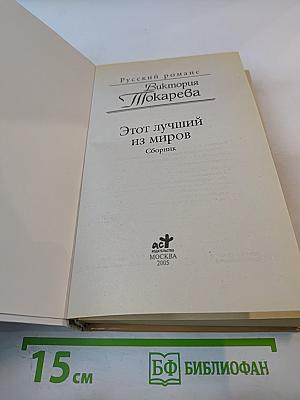 Русский романс
Виктория
Токарева
Этот лучший
из миров
Сборник
аст
издательство
МОСКВА
2005
15 см
БФ БИБЛИОФАН